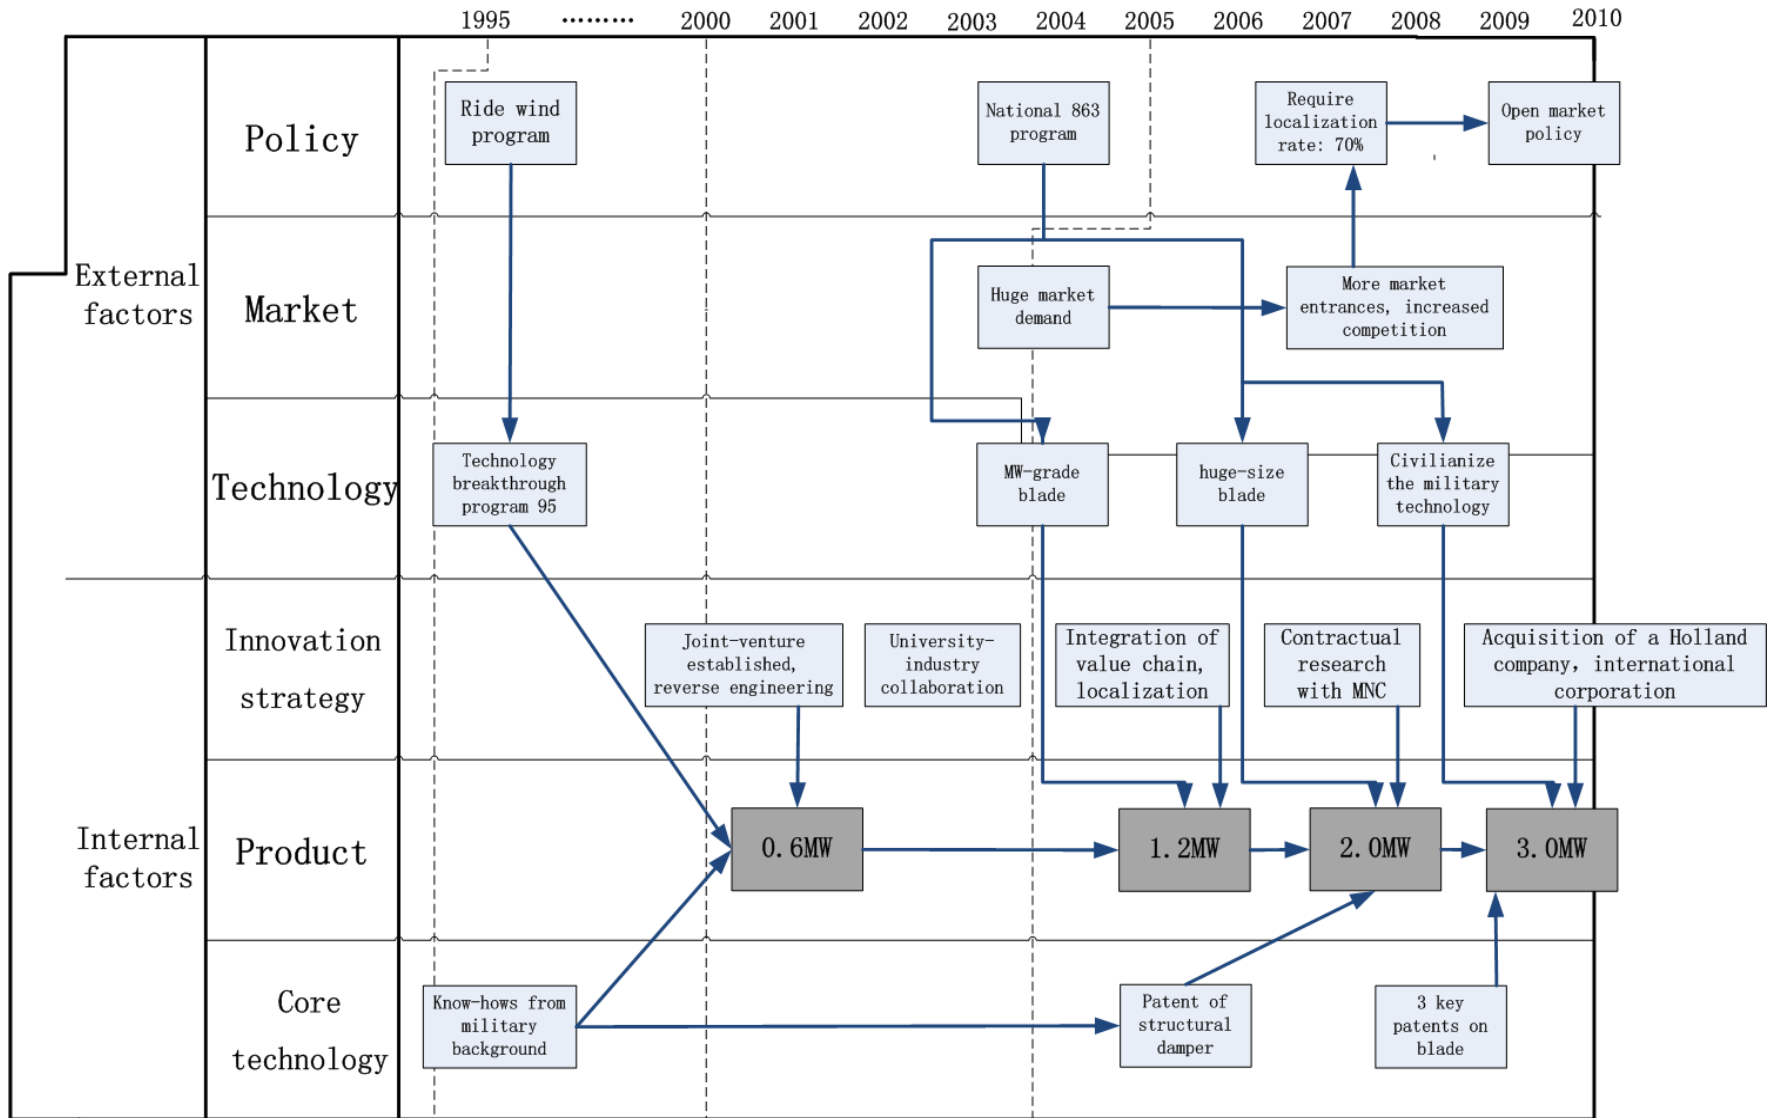 1995 ········· 2000 2001 2002 2003 2004 2005 2006 2007 2008 2009 2010
External
factors
Policy
Ride wind
program
National 863
program
Require
localization
rate: 70%
Open market
policy
Market
Huge market
demand
More market
entrances, increased
competition
Technology
Technology
breakthrough
program 95
MW-grade
blade
huge-size
blade
Civilianize
the military
technology
Internal
factors
Innovation
strategy
Joint-venture
established,
reverse engineering
University-
industry
collaboration
Integration of
value chain,
localization
Contractual
research
with MNC
Acquisition of a Holland
company, international
corporation
Product
0.6MW
1.2MW
2.0MW
3.0MW
Core
technology
Know-hows from
military
background
Patent of
structural
damper
3 key
patents on
blade